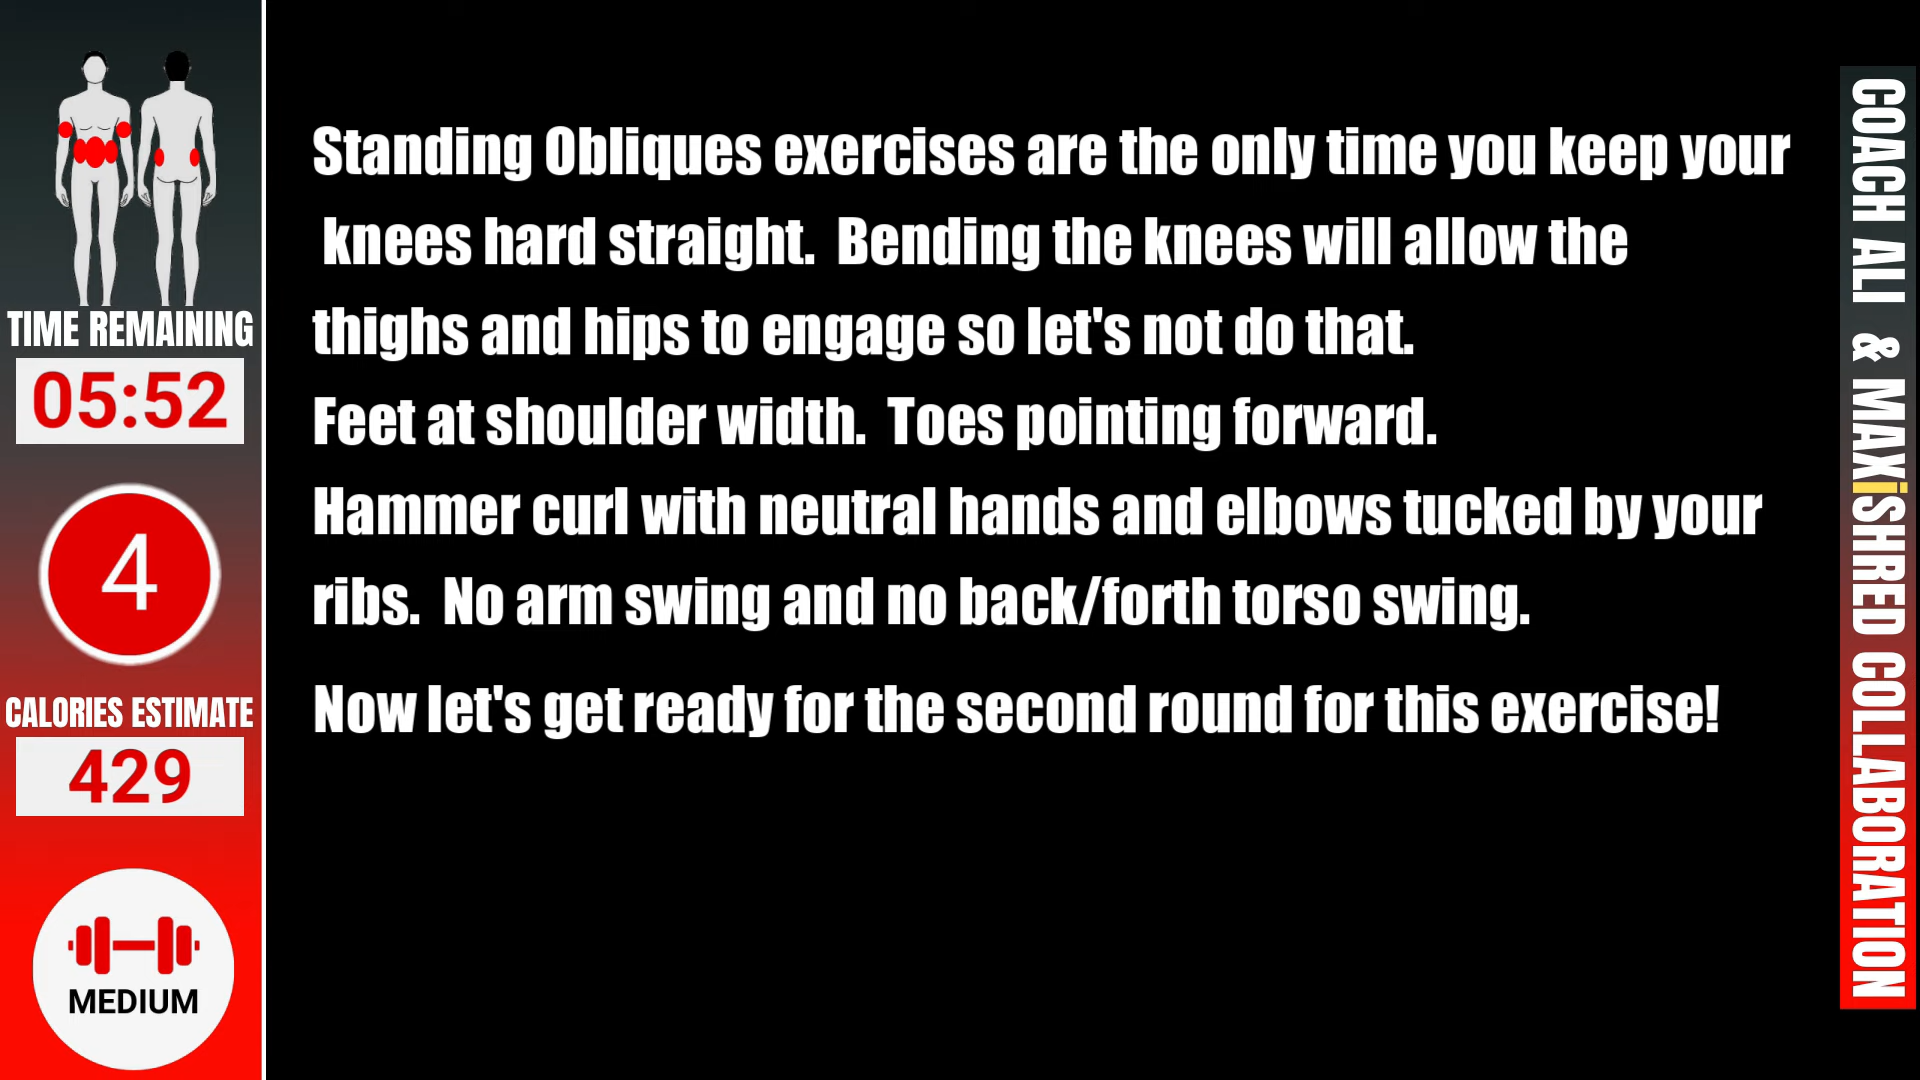 TIME REMAINING
05:52
4
CALORIES ESTIMATE
429
MEDIUM
Standing Obliques exercises are the only time you keep your
knees hard straight.  Bending the knees will allow the
thighs and hips to engage so let's not do that.
Feet at shoulder width.  Toes pointing forward.
Hammer curl with neutral hands and elbows tucked by your
ribs.  No arm swing and no back/forth torso swing.
Now let's get ready for the second round for this exercise!
COACH ALI & MAXiSHRED COLLABORATION